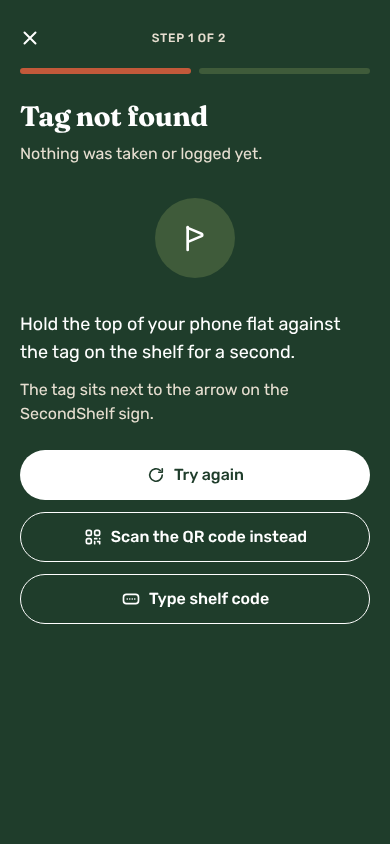 STEP 1 OF 2
Tag not found
Nothing was taken or logged yet.
Hold the top of your phone flat against
the tag on the shelf for a second.
The tag sits next to the arrow on the
SecondShelf sign.
Try again
Scan the QR code instead
Type shelf code